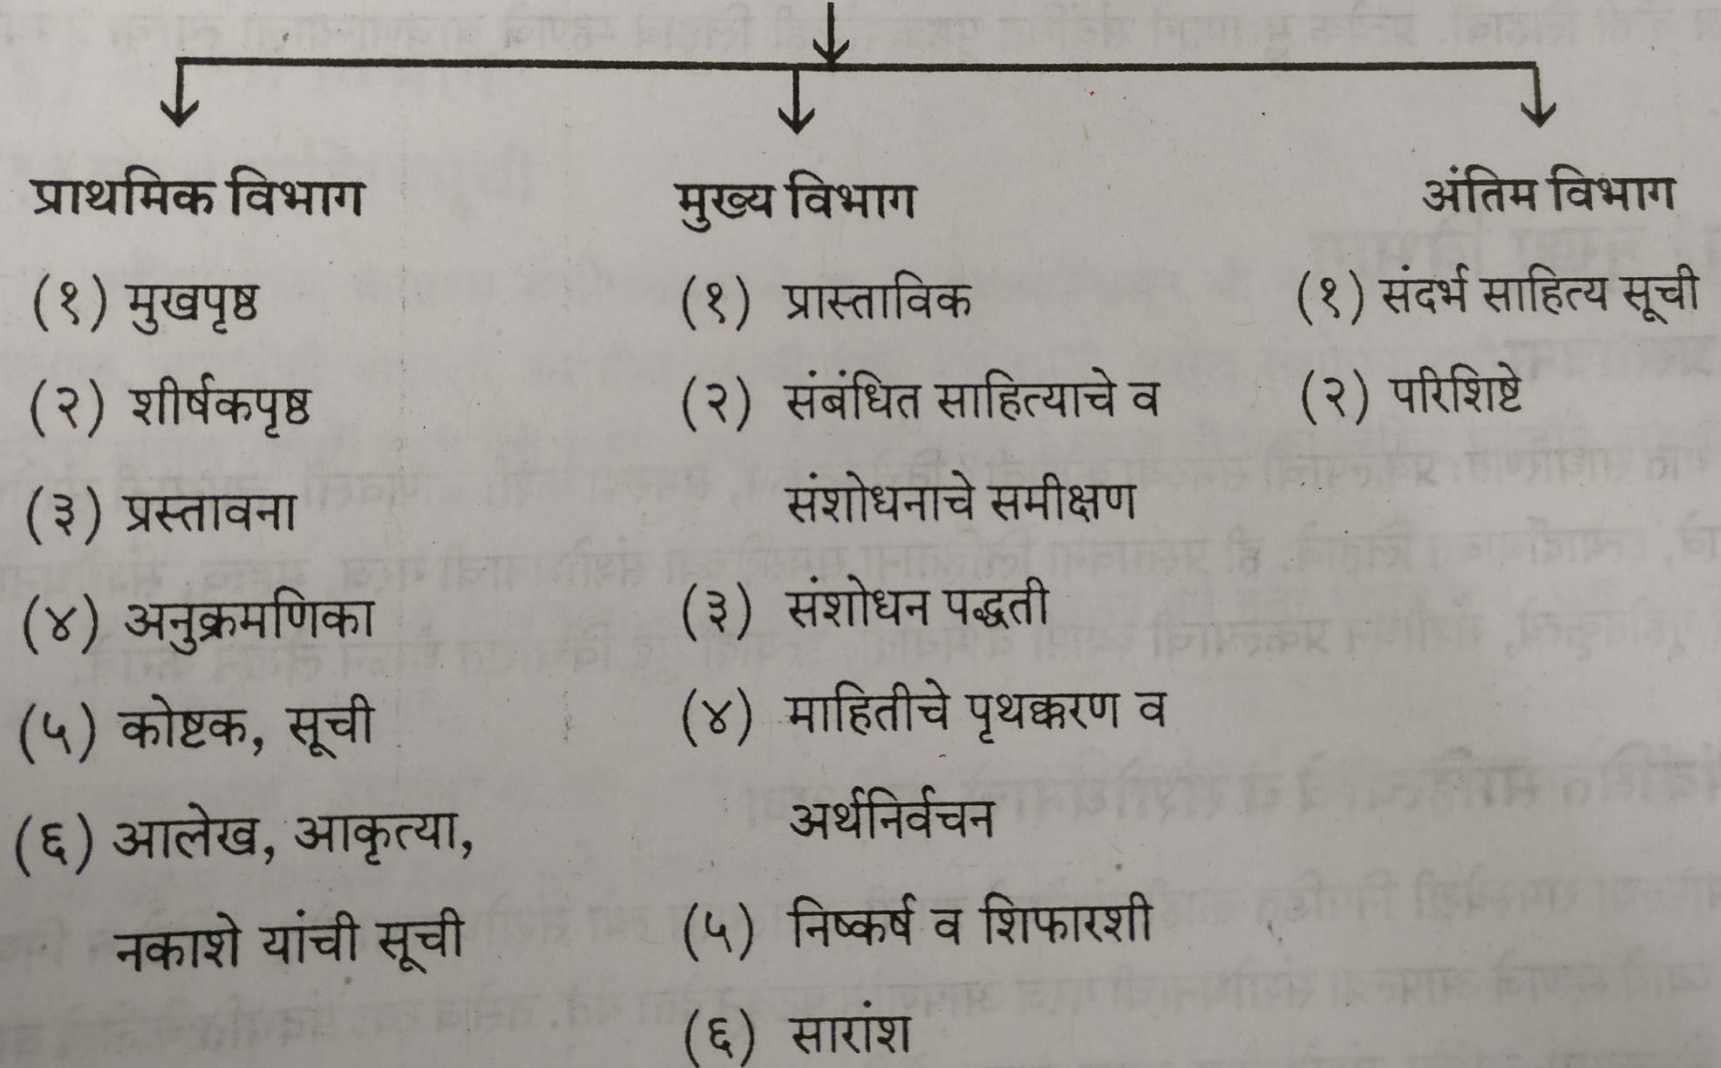 प्राथमिक विभाग
(१) मुखपृष्ठ
(२) शीर्षकपृष्ठ
(३) प्रस्तावना
(४) अनुक्रमणिका
(५) कोष्टक, सूची
(६) आलेख, आकृत्या,
नकाशे यांची सूची
मुख्य विभाग
(१) प्रास्ताविक
(२) संबंधित साहित्याचे व
संशोधनाचे समीक्षण
(३) संशोधन पद्धती
(४) माहितीचे पृथक्करण व
अर्थनिर्वचन
(५) निष्कर्ष व शिफारशी
(६) सारांश
अंतिम विभाग
(१) संदर्भ साहित्य सूची
(२) परिशिष्टे